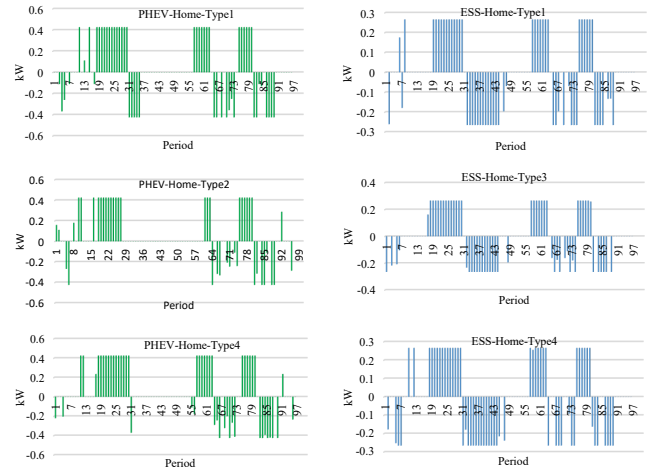 PHEV-Home-Type1
0.6
0.4
0.2
0
-0.2
-0.4
-0.6
kW
1 7 13 19 25 31 37 43 49 55 61 67 73 79 85 91 97
Period
ESS-Home-Type1
0.3
0.2
0.1
0
-0.1
-0.2
-0.3
kW
1 7 13 19 25 31 37 43 49 55 61 67 73 79 85 91 97
Period
PHEV-Home-Type2
0.6
0.4
0.2
0
-0.2
-0.4
-0.6
kW
1 8 15 22 29 36 43 50 57 64 71 78 85 92 99
Period
ESS-Home-Type3
0.4
0.2
0
-0.2
-0.4
kW
1 7 13 19 25 31 37 43 49 55 61 67 73 79 85 91 97
Period
PHEV-Home-Type4
0.6
0.4
0.2
0
-0.2
-0.4
-0.6
kW
1 7 13 19 25 31 37 43 49 55 61 67 73 79 85 91 97
Period
ESS-Home-Type4
0.3
0.2
0.1
0
-0.1
-0.2
-0.3
kW
1 7 13 19 25 31 37 43 49 55 61 67 73 79 85 91 97
Period